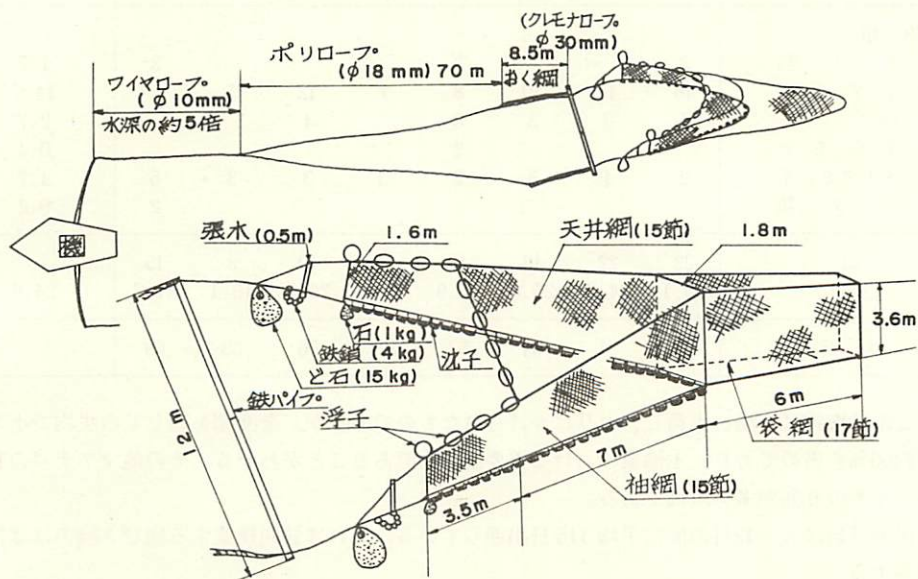 (クレモナロープ。
φ30mm)
8.5m
おく綱
ポリロープ。
(φ18 mm) 70 m
ワイヤロープ。
(φ10mm)
水深の約5倍
機
張木 (0.5m)
1.6m
天井網(15節)
1.8m
3.6m
石(1kg)
鉄鎖(4kg)
沈子
ど石(15kg)
鉄パイプ。
浮子
12m
6m
袋網(17節)
7m
袖網(15節)
3.5m